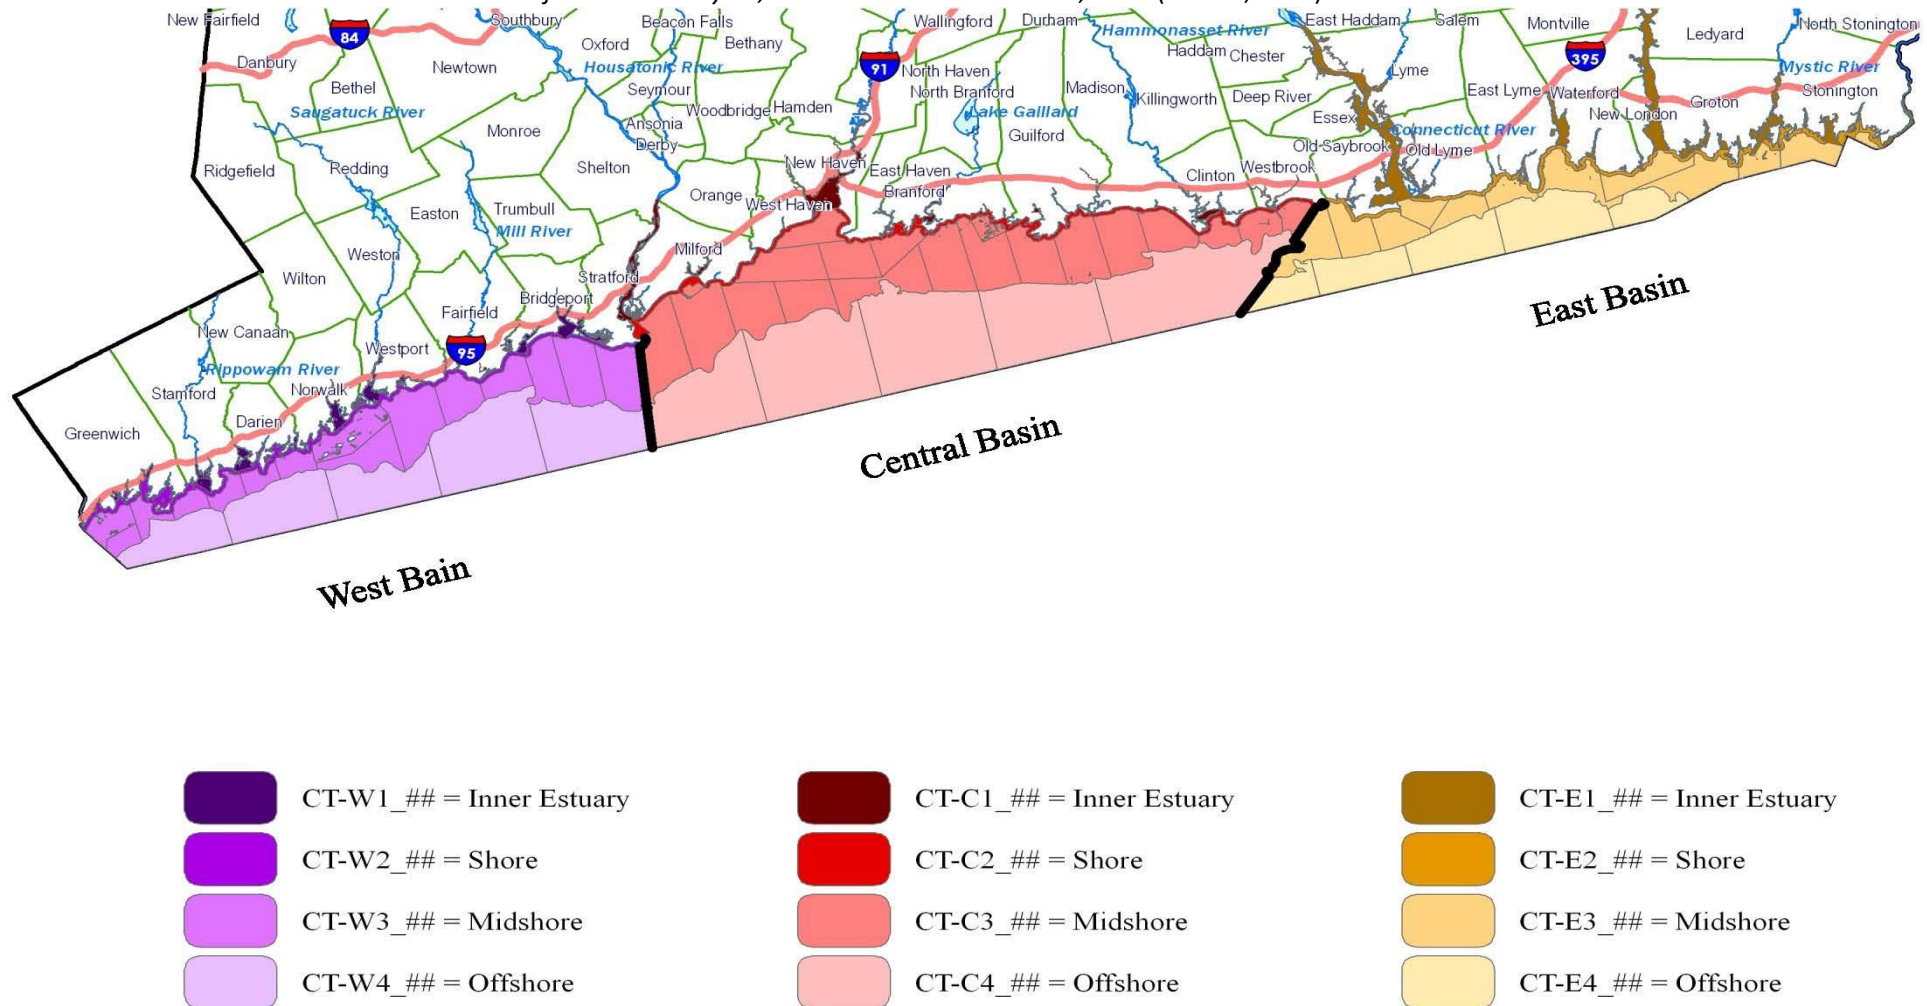 New Fairfield
84
Southbury
Beacon Falls
Wallingford
Durham
Hammonasset River
East Haddam
Salem
Montville
North Stonington
Danbury
Oxford
Bethany
Haddam
Chester
Ledyard
Bethel
Newtown
Housatonic River
91
North Haven
Lyme
395
Mystic River
Saugatuck River
Seymour
Woodbridge
Hamden
North Branford
Madison
Killingworth
Deep River
East Lyme
Waterford
Groton
Stonington
Monroe
Ansonia
Lake Gaillard
Essex
New London
Derby
Guilford
Connecticut River
Ridgefield
Redding
Shelton
New Haven
East Haven
Clinton
Westbrook
Old Saybrook
Old Lyme
Easton
Trumbull
Orange
West Haven
Branford
Mill River
Weston
Milford
Wilton
Stratford
Bridgeport
Fairfield
New Canaan
Westport
95
Rippowam River
Stamford
Norwalk
Darien
Greenwich
East Basin
Central Basin
West Bain
CT-W1_## = Inner Estuary
CT-W2_## = Shore
CT-W3_## = Midshore
CT-W4_## = Offshore
CT-C1_## = Inner Estuary
CT-C2_## = Shore
CT-C3_## = Midshore
CT-C4_## = Offshore
CT-E1_## = Inner Estuary
CT-E2_## = Shore
CT-E3_## = Midshore
CT-E4_## = Offshore